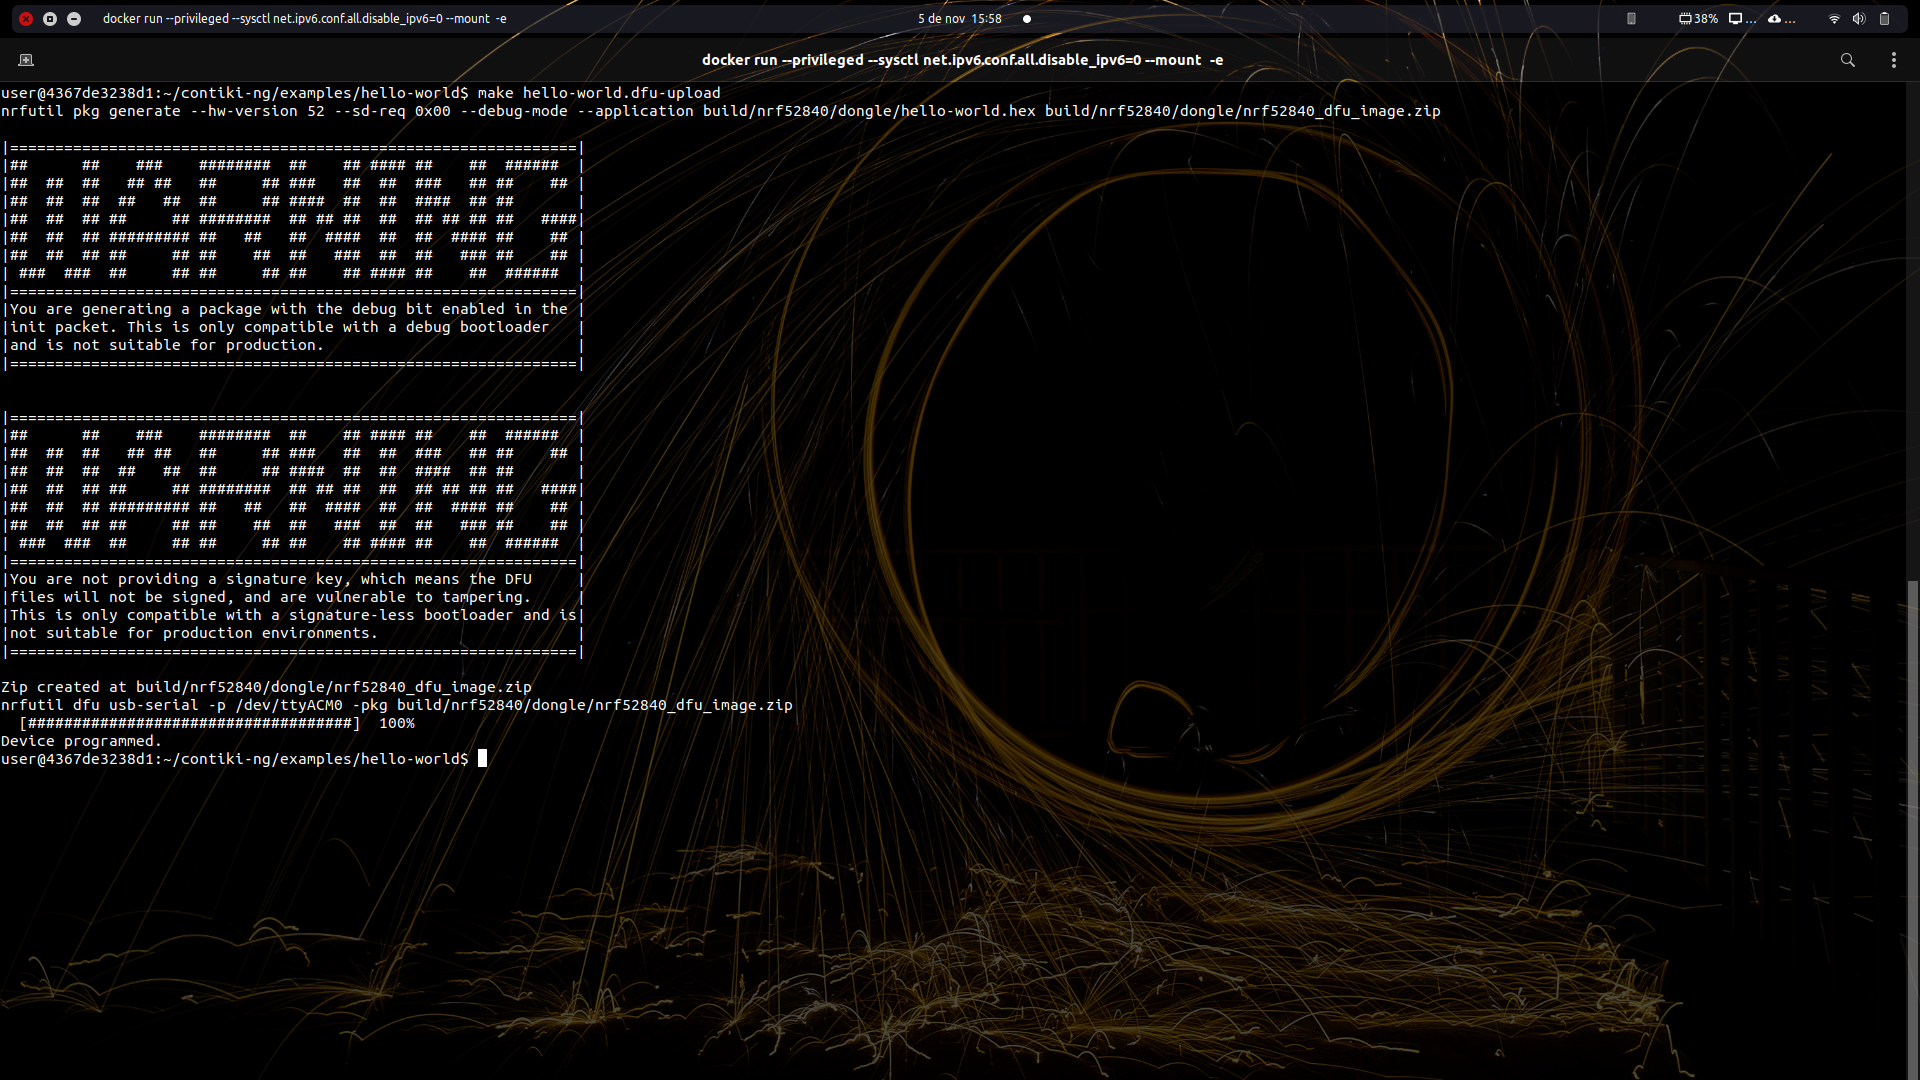 docker run --privileged --sysctl net.ipv6.conf.all.disable_ipv6=0 --mount -e
5 de nov 15:58
38%
...
...
docker run --privileged --sysctl net.ipv6.conf.all.disable_ipv6=0 --mount -e
user@4367de3238d1:~/contiki-ng/examples/hello-world$ make hello-world.dfu-upload
nrfutil pkg generate --hw-version 52 --sd-req 0x00 --debug-mode --application build/nrf52840/dongle/hello-world.hex build/nrf52840/dongle/nrf52840_dfu_image.zip
|===============================================================|
|##      ##    ###    ########  ##    ## #### ##    ##  ######  |
|##  ##  ##   ## ##   ##     ## ###   ##  ##  ###   ## ##    ## |
|##  ##  ##  ##   ##  ##     ## ####  ##  ##  ####  ## ##       |
|##  ##  ## ##     ## ########  ## ## ##  ##  ## ## ## ##   ####|
|##  ##  ## ######### ##   ##   ##  ####  ##  ##  #### ##    ## |
|##  ##  ## ##     ## ##    ##  ##   ###  ##  ##   ### ##    ## |
| ###  ###  ##     ## ##     ## ##    ## #### ##    ##  ######  |
|===============================================================|
|You are generating a package with the debug bit enabled in the |
|init packet. This is only compatible with a debug bootloader   |
|and is not suitable for production.                            |
|===============================================================|
|===============================================================|
|##      ##    ###    ########  ##    ## #### ##    ##  ######  |
|##  ##  ##   ## ##   ##     ## ###   ##  ##  ###   ## ##    ## |
|##  ##  ##  ##   ##  ##     ## ####  ##  ##  ####  ## ##       |
|##  ##  ## ##     ## ########  ## ## ##  ##  ## ## ## ##   ####|
|##  ##  ## ######### ##   ##   ##  ####  ##  ##  #### ##    ## |
|##  ##  ## ##     ## ##    ##  ##   ###  ##  ##   ### ##    ## |
| ###  ###  ##     ## ##     ## ##    ## #### ##    ##  ######  |
|===============================================================|
|You are not providing a signature key, which means the DFU     |
|files will not be signed, and are vulnerable to tampering.     |
|This is only compatible with a signature-less bootloader and is|
|not suitable for production environments.                      |
|===============================================================|
Zip created at build/nrf52840/dongle/nrf52840_dfu_image.zip
nrfutil dfu usb-serial -p /dev/ttyACM0 -pkg build/nrf52840/dongle/nrf52840_dfu_image.zip
  [####################################]  100%
Device programmed.
user@4367de3238d1:~/contiki-ng/examples/hello-world$